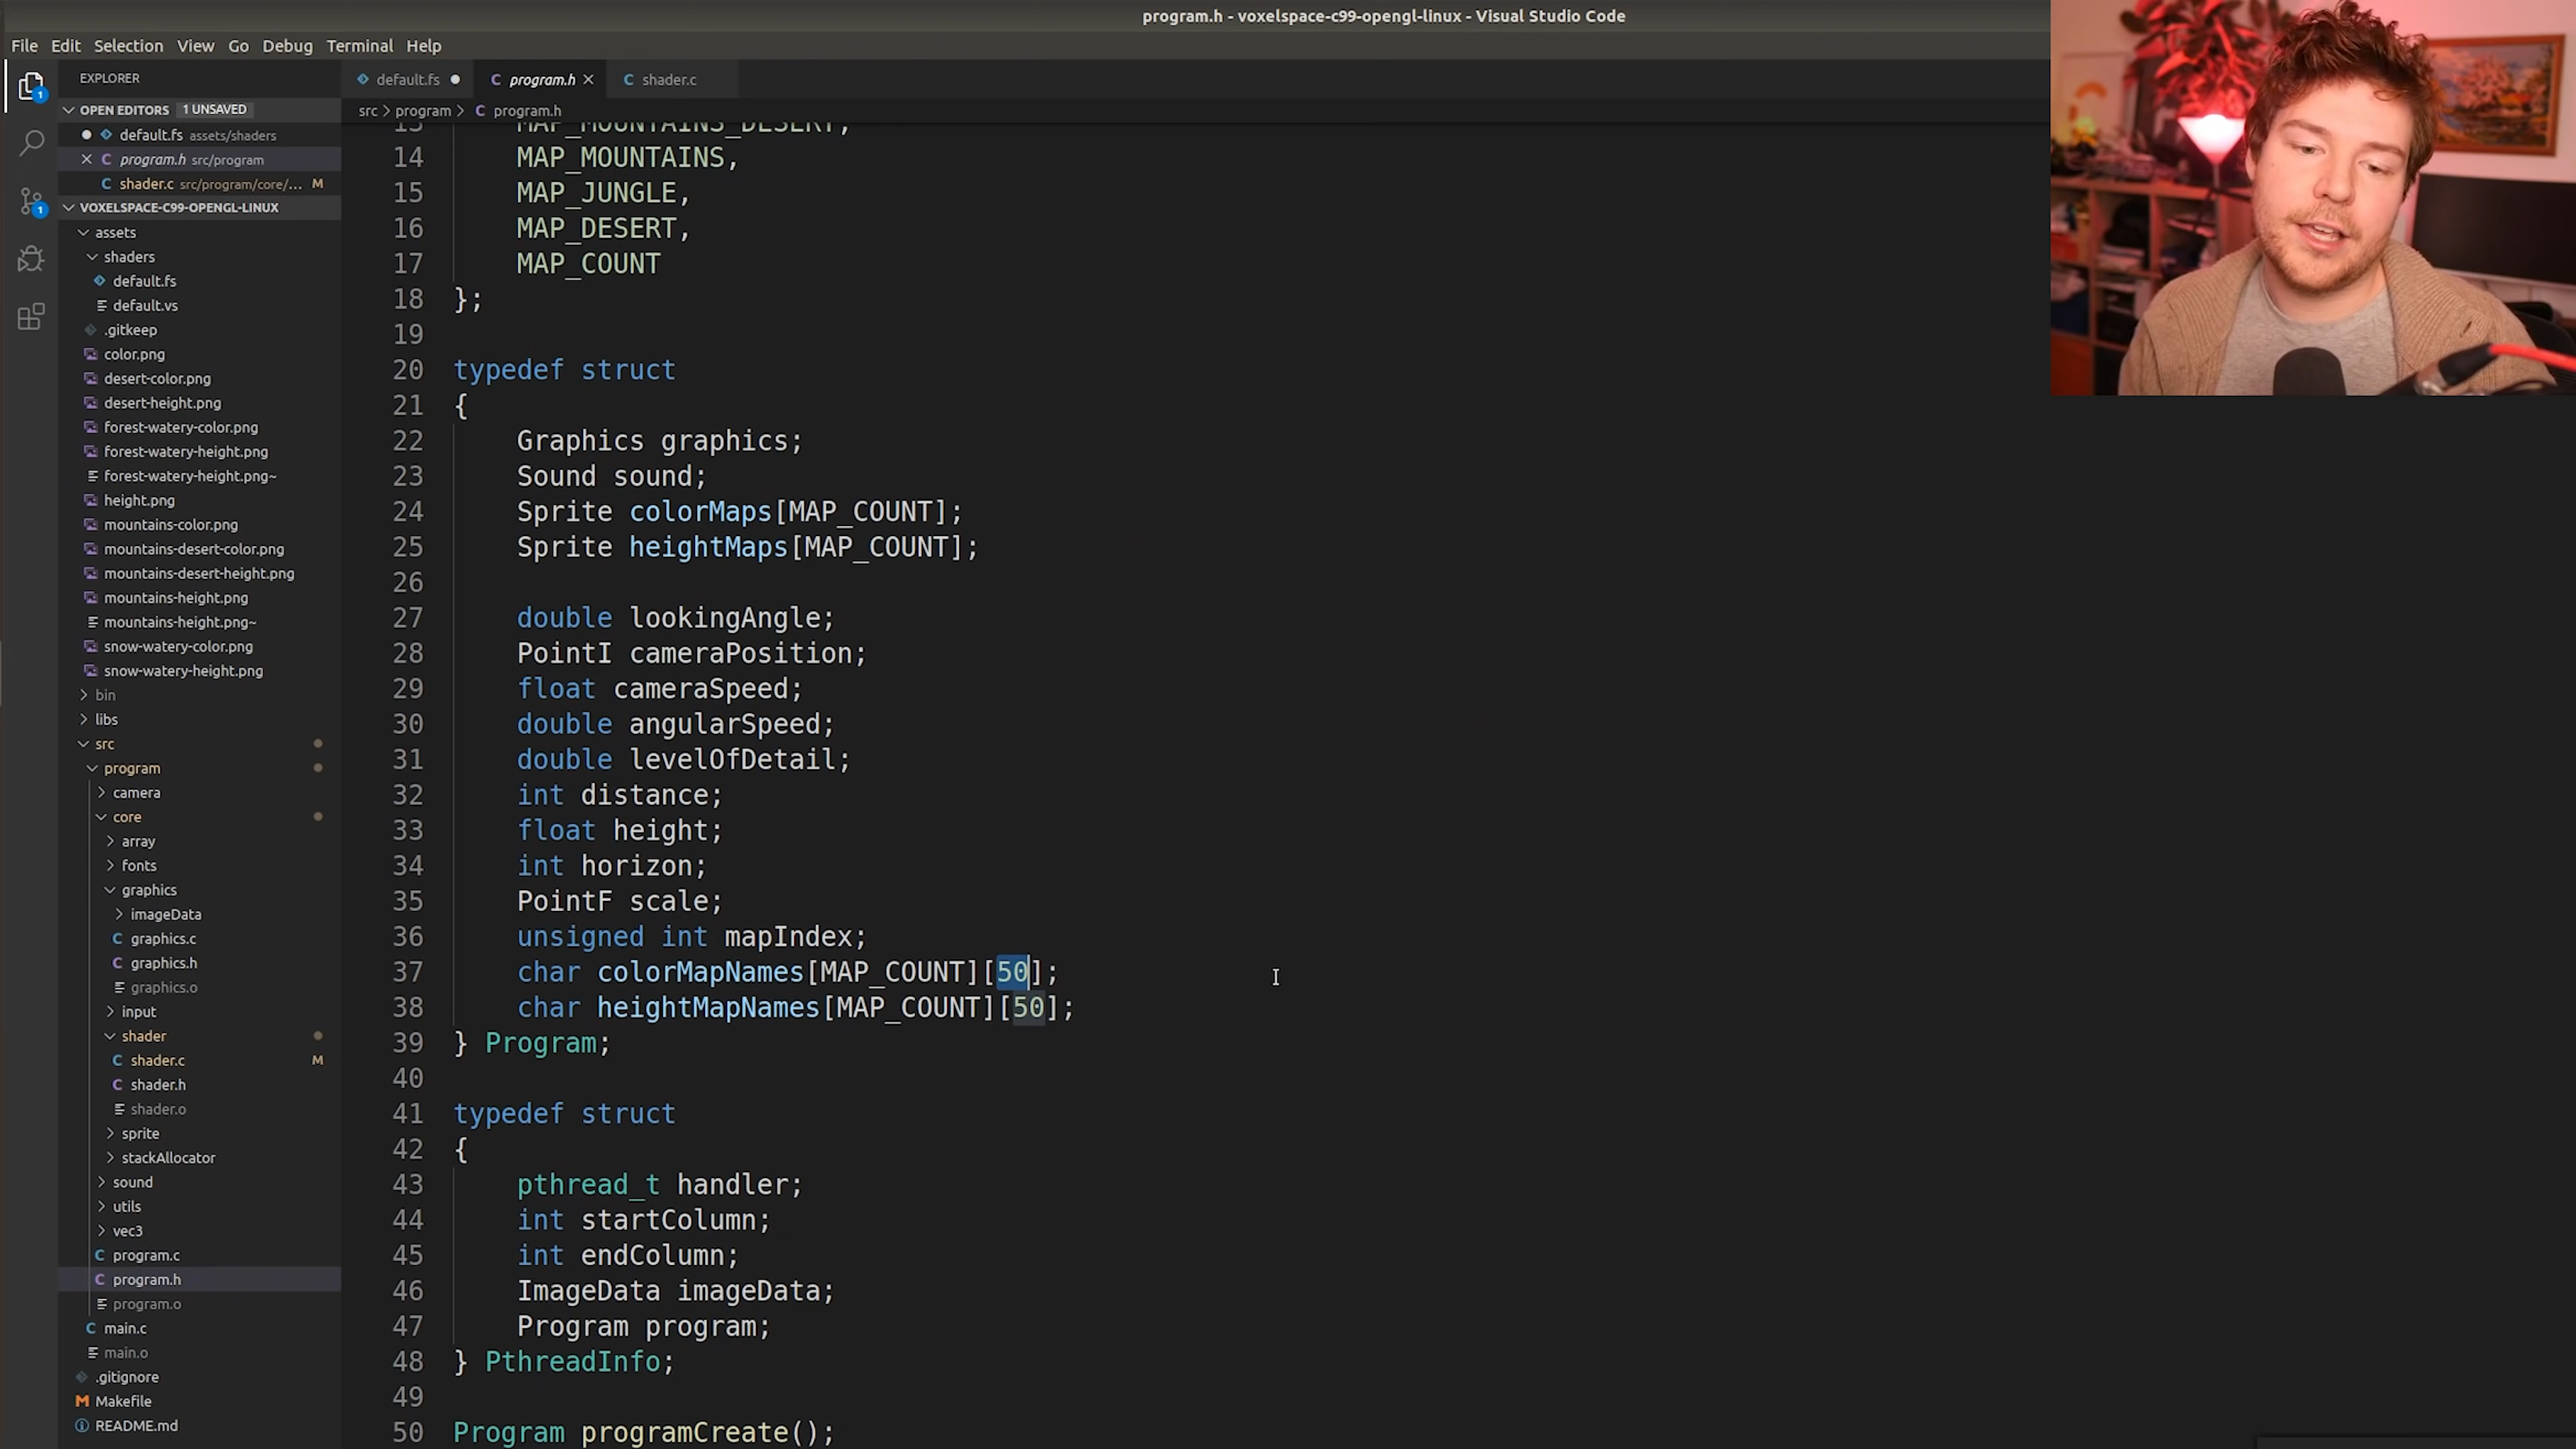 program.h - voxelspace-c99-opengl-linux - Visual Studio Code
File Edit Selection View Go Debug Terminal Help
EXPLORER
OPEN EDITORS 1 UNSAVED
default.fs assets/shaders
program.h src/program
shader.c src/program/core/... M
VOXELSPACE-C99-OPENGL-LINUX
assets
shaders
default.fs
default.vs
.gitkeep
color.png
desert-color.png
desert-height.png
forest-watery-color.png
forest-watery-height.png
forest-watery-height.png~
height.png
mountains-color.png
mountains-desert-color.png
mountains-desert-height.png
mountains-height.png
mountains-height.png~
snow-watery-color.png
snow-watery-height.png
bin
libs
src
program
camera
core
array
fonts
graphics
imageData
graphics.c
graphics.h
graphics.o
input
shader
shader.c M
shader.h
shader.o
sprite
stackAllocator
sound
utils
vec3
program.c
program.h
program.o
main.c
main.o
.gitignore
Makefile
README.md
default.fs program.h shader.c
src > program > program.h
13 MAP_MOUNTAINS_DESERT,
14 MAP_MOUNTAINS,
15 MAP_JUNGLE,
16 MAP_DESERT,
17 MAP_COUNT
18 };
19
20 typedef struct
21 {
22 Graphics graphics;
23 Sound sound;
24 Sprite colorMaps[MAP_COUNT];
25 Sprite heightMaps[MAP_COUNT];
26
27 double lookingAngle;
28 PointI cameraPosition;
29 float cameraSpeed;
30 double angularSpeed;
31 double levelOfDetail;
32 int distance;
33 float height;
34 int horizon;
35 PointF scale;
36 unsigned int mapIndex;
37 char colorMapNames[MAP_COUNT][50];
38 char heightMapNames[MAP_COUNT][50];
39 } Program;
40
41 typedef struct
42 {
43 pthread_t handler;
44 int startColumn;
45 int endColumn;
46 ImageData imageData;
47 Program program;
48 } PthreadInfo;
49
50 Program programCreate();